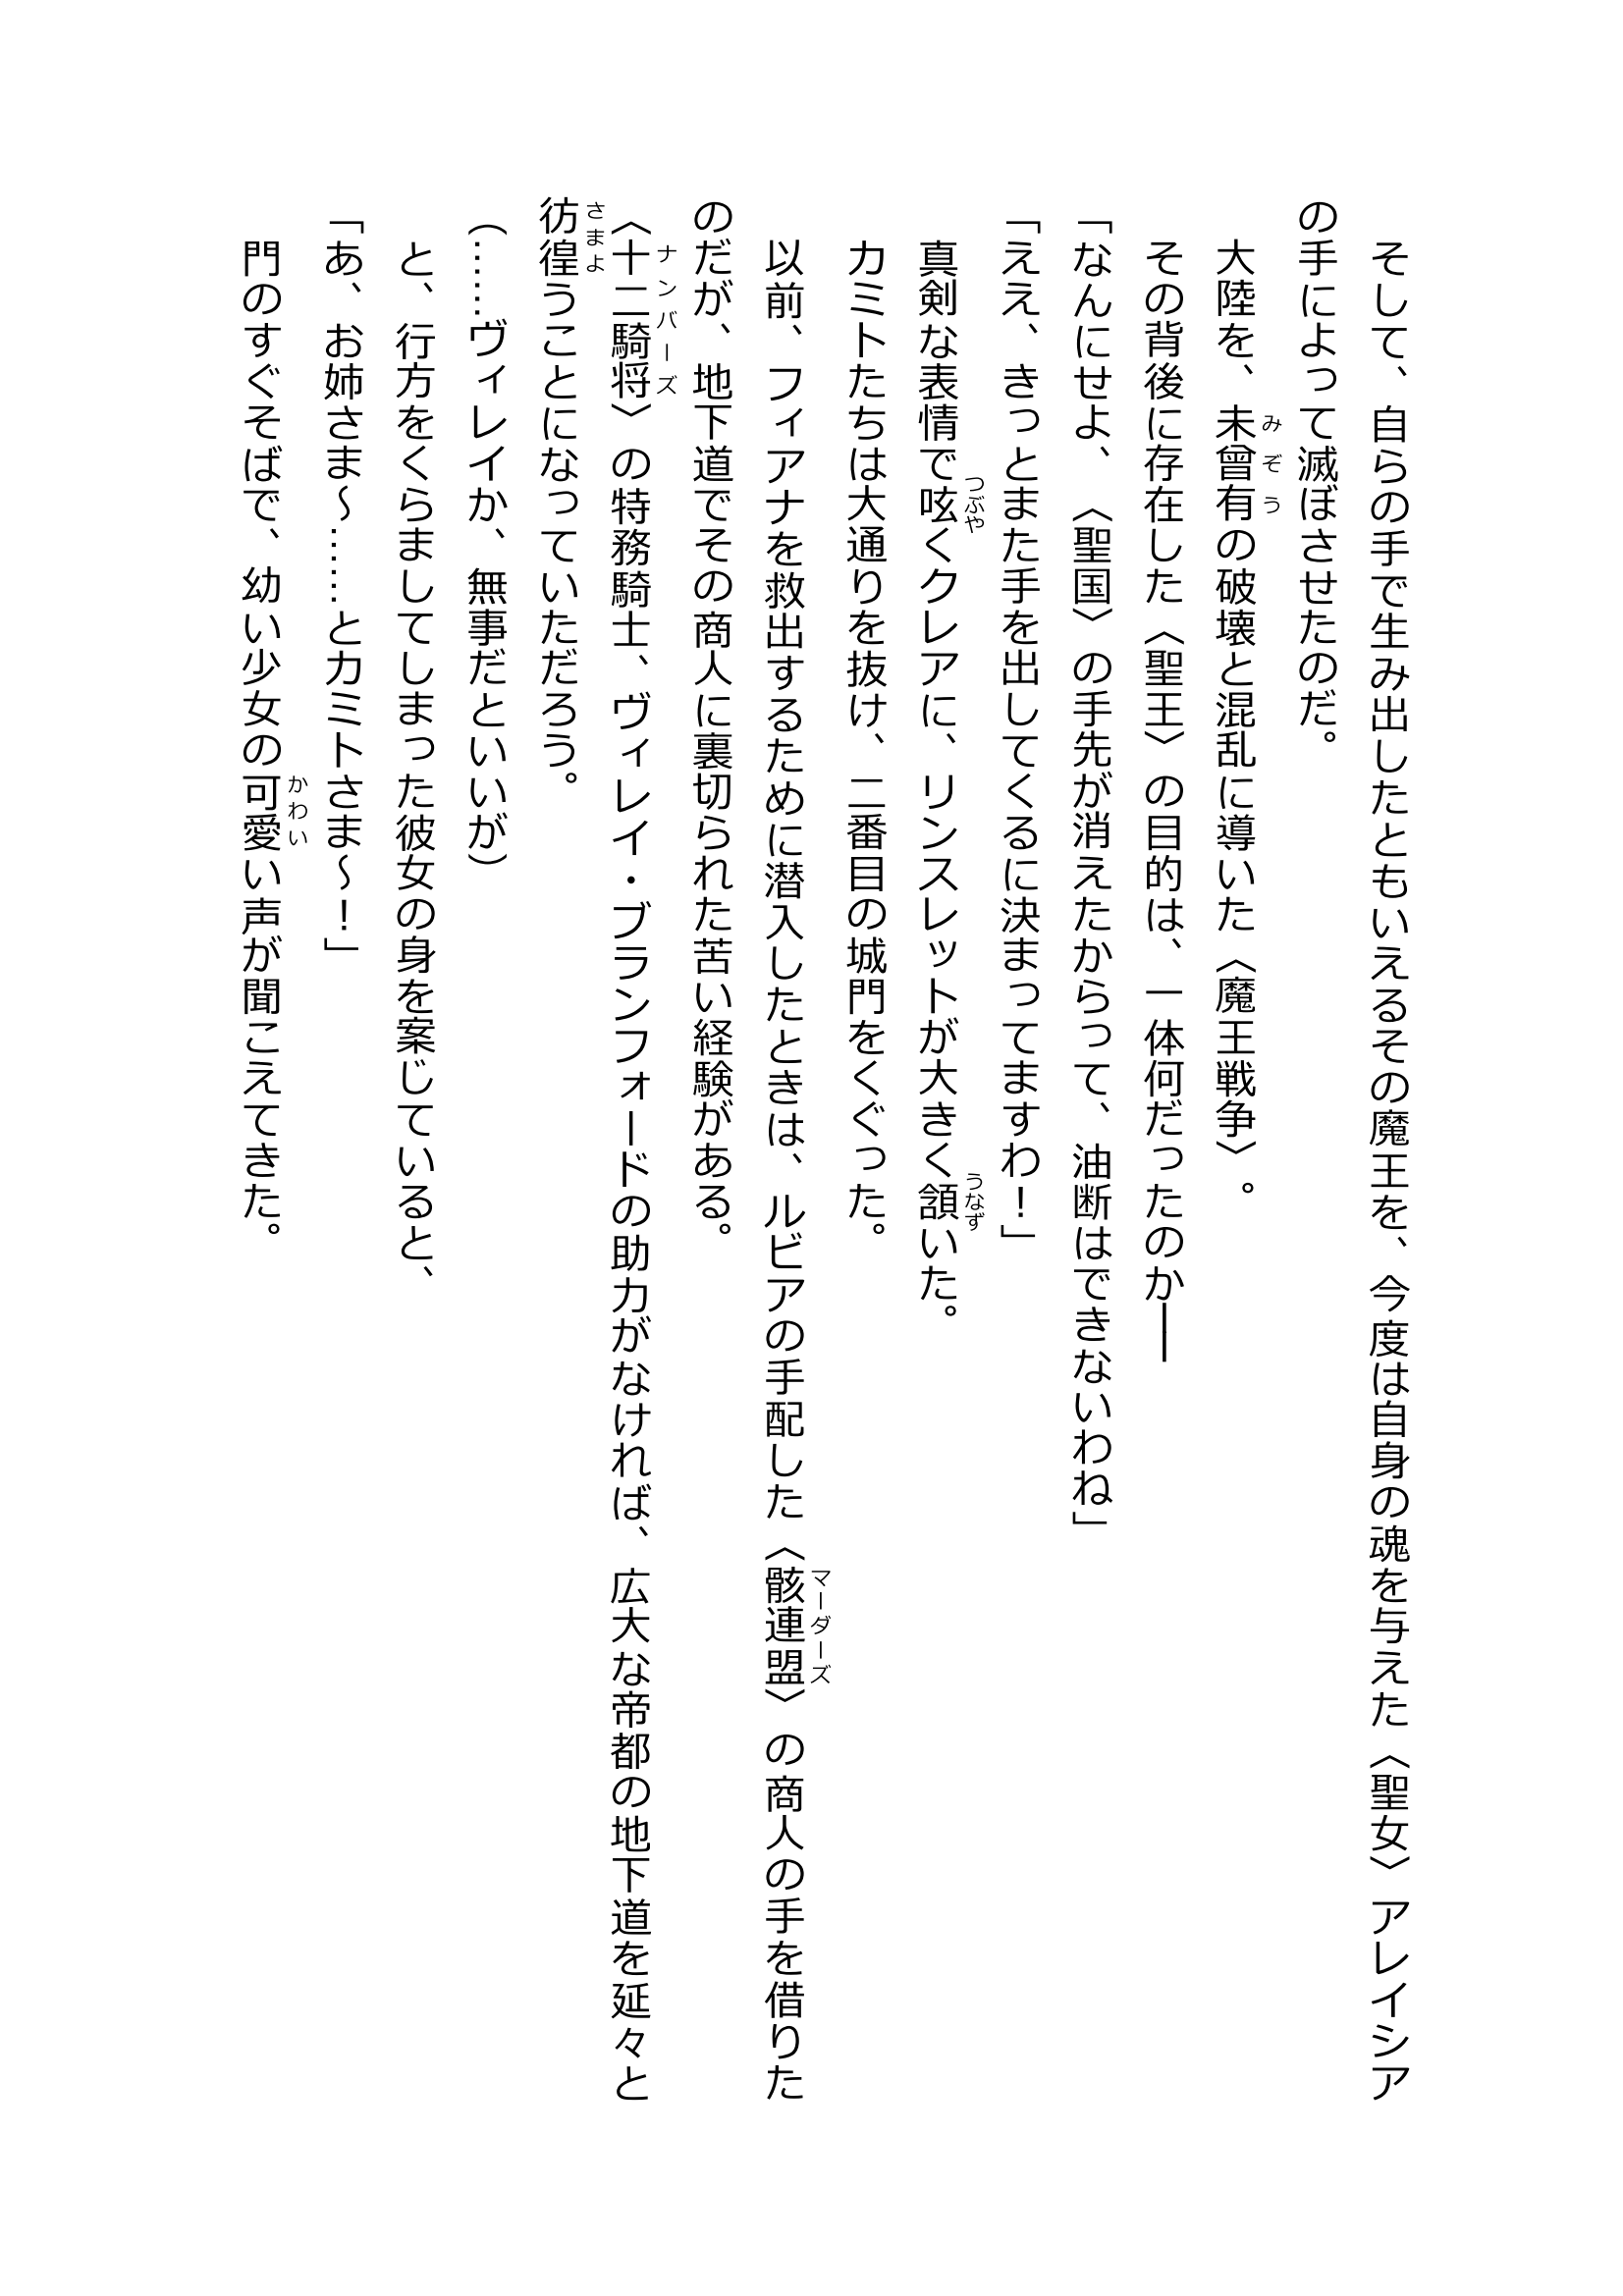 そして、自らの手で生み出したともいえるその魔王を、今度は自身の魂を与えた〈聖女〉アレイシア
の手によって滅ぼさせたのだ。
大陸を、未曾有の破壊と混乱に導いた〈魔王戦争〉。
その背後に存在した〈聖王〉の目的は、一体何だったのか――
「なんにせよ、〈聖国〉の手先が消えたからって、油断はできないわね」
「ええ、きっとまた手を出してくるに決まってますわ！」
真剣な表情で呟くクレアに、リンスレットが大きく頷いた。
カミトたちは大通りを抜け、二番目の城門をくぐった。
以前、フィアナを救出するために潜入したときは、ルビアの手配した〈骸連盟〉の商人の手を借りた
のだが、地下道でその商人に裏切られた苦い経験がある。
〈十二騎将〉の特務騎士、ヴィレイ・ブランフォードの助力がなければ、広大な帝都の地下道を延々と
彷徨うことになっていただろう。
（……ヴィレイか、無事だといいが）
と、行方をくらましてしまった彼女の身を案じていると、
「あ、お姉さま～……とカミトさま～！」
門のすぐそばで、幼い少女の可愛い声が聞こえてきた。